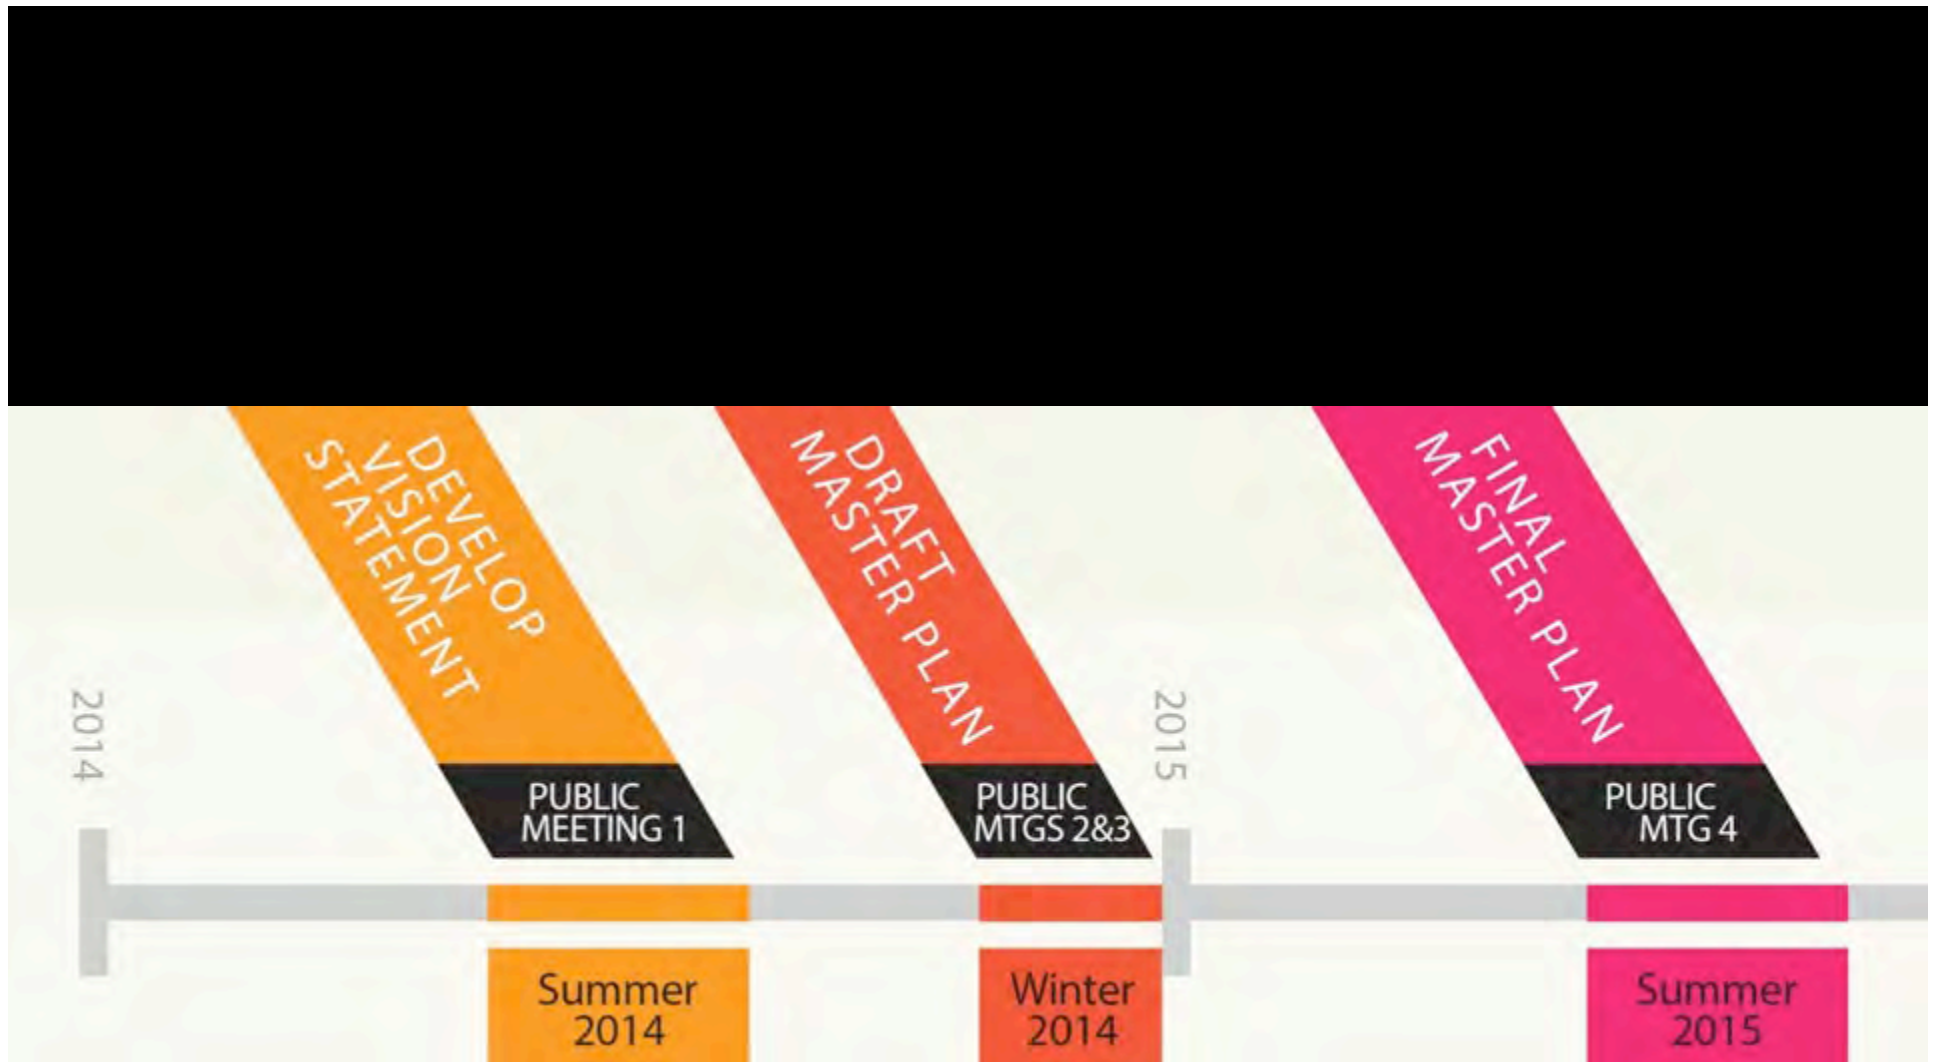 DEVELOP
VISION
STATEMENT
DRAFT
MASTER PLAN
FINAL
MASTER PLAN
2014
2015
PUBLIC
MEETING 1
PUBLIC
MTGS 2&3
PUBLIC
MTG 4
Summer
2014
Winter
2014
Summer
2015